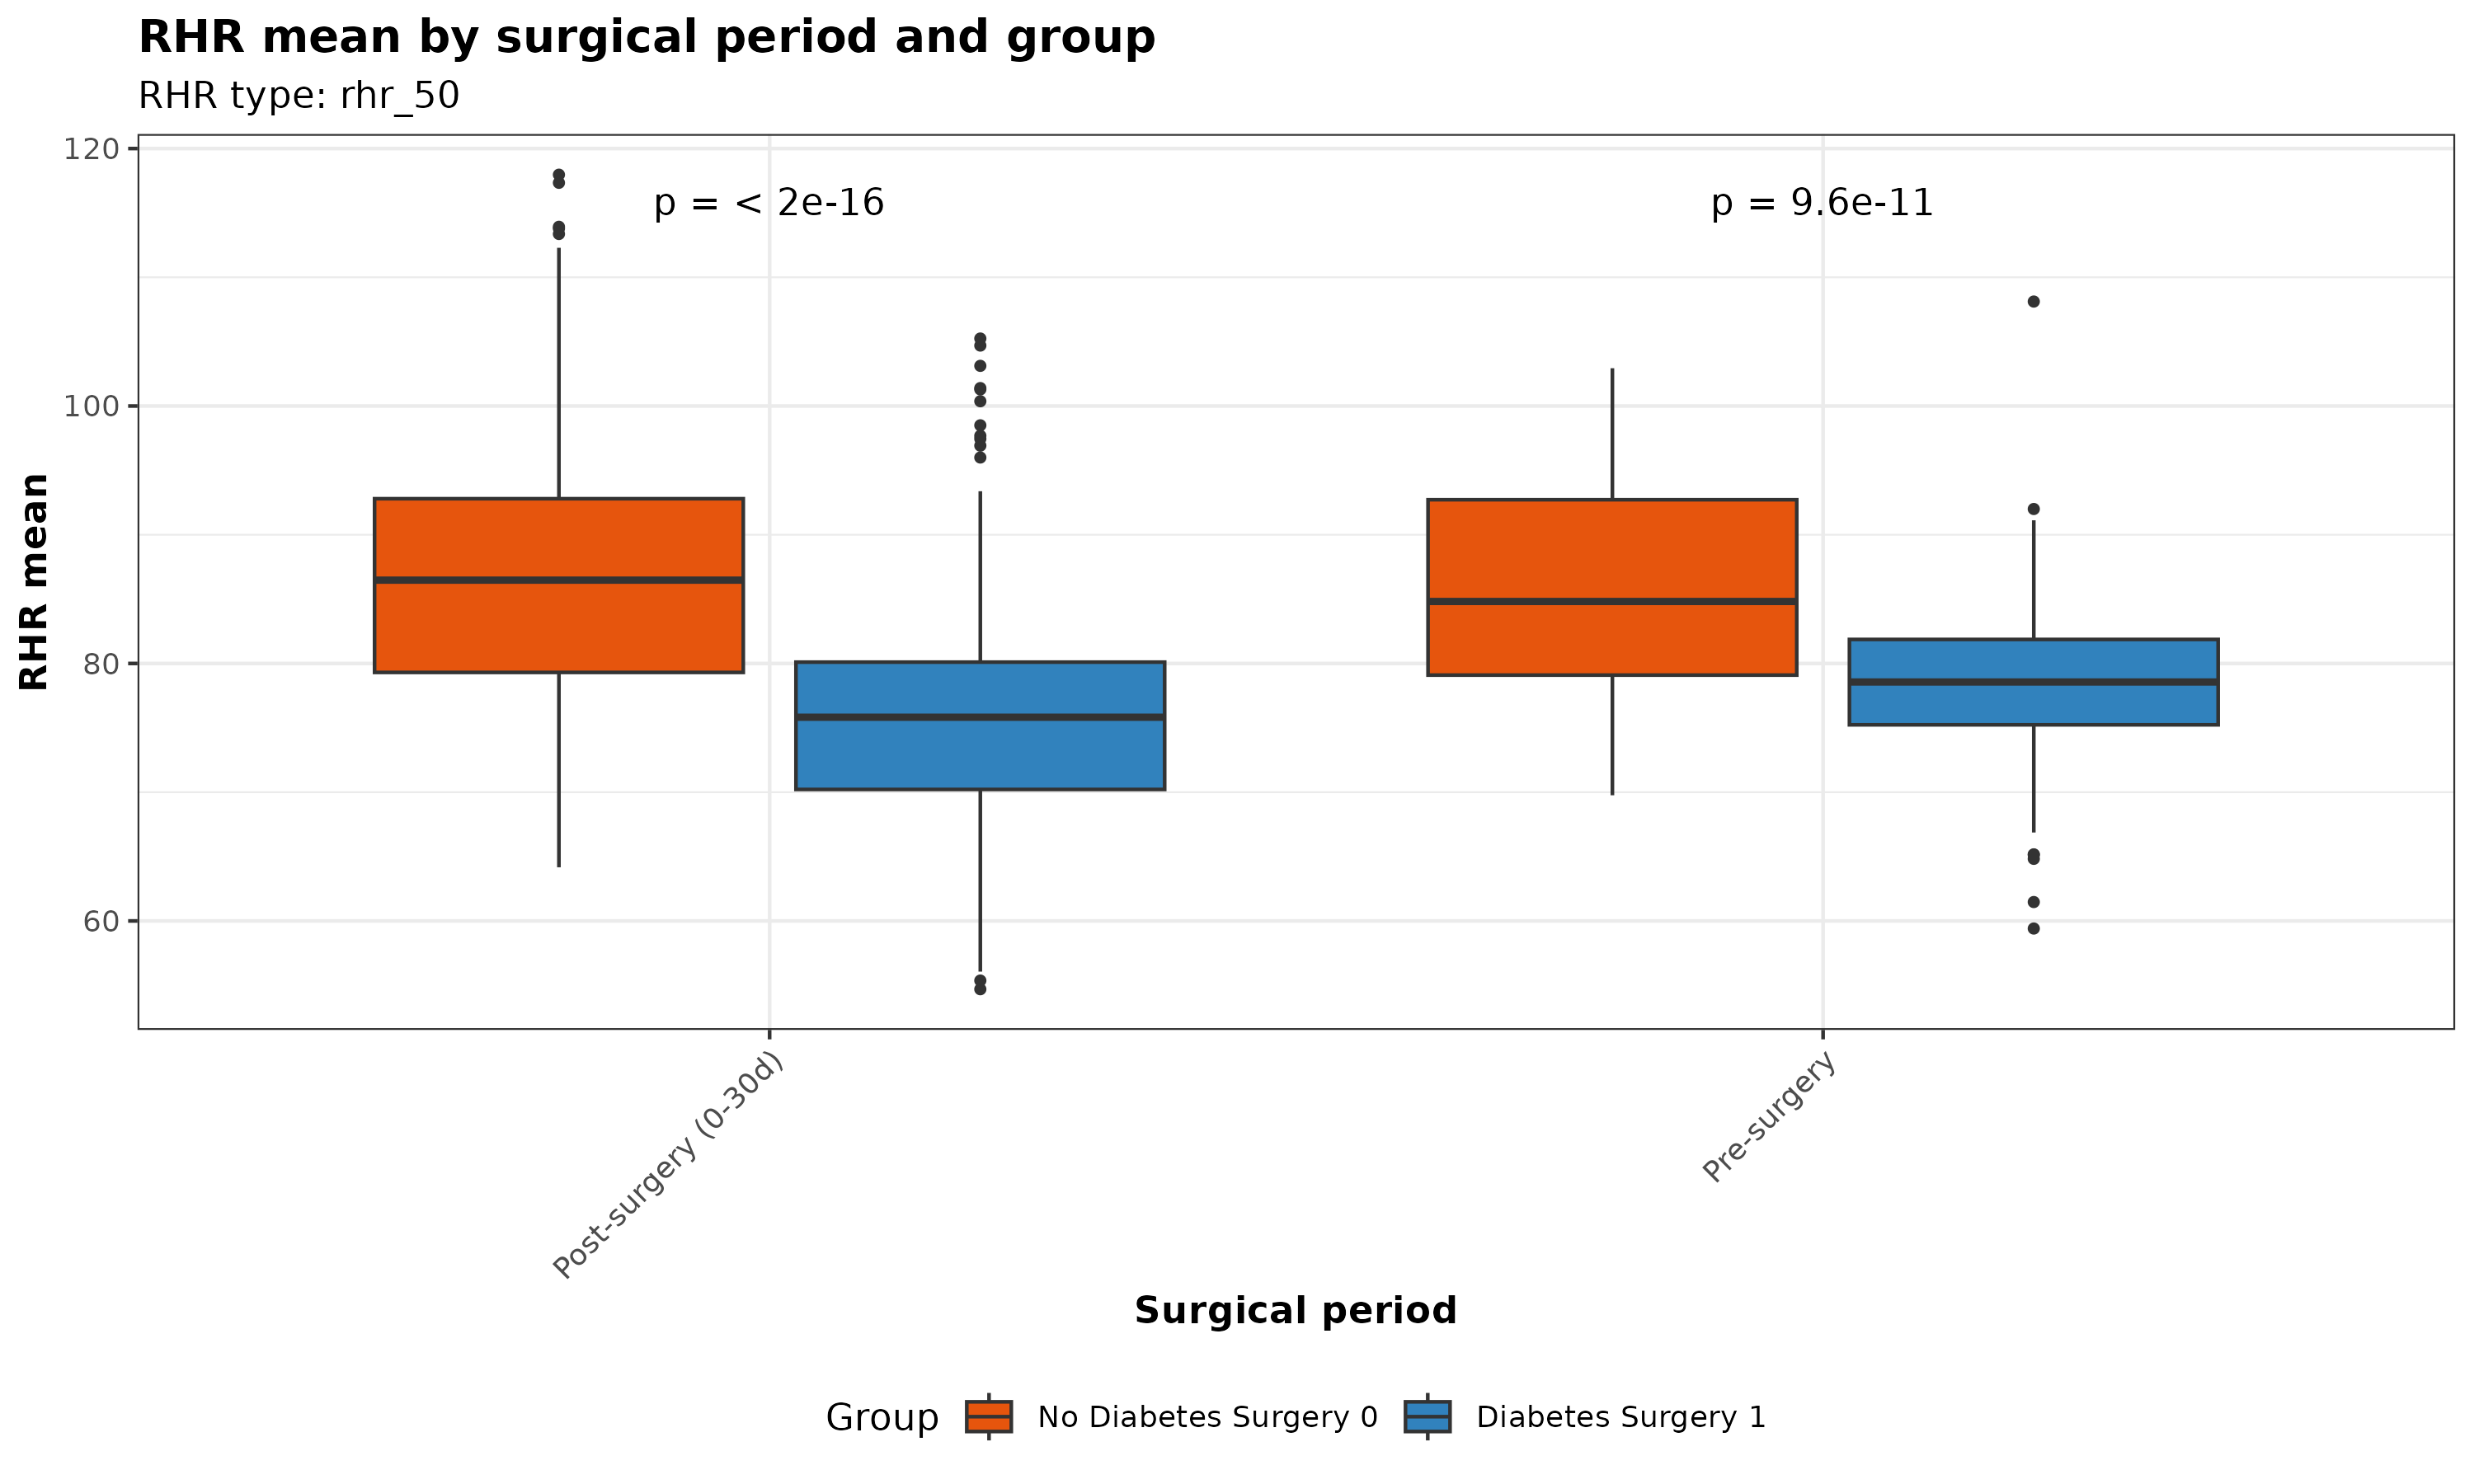 RHR mean by surgical period and group
RHR type: rhr_50
120
100
80
60
RHR mean
p = < 2e-16
p = 9.6e-11
Post-surgery (0-30d)
Pre-surgery
Surgical period
Group
No Diabetes Surgery 0
Diabetes Surgery 1